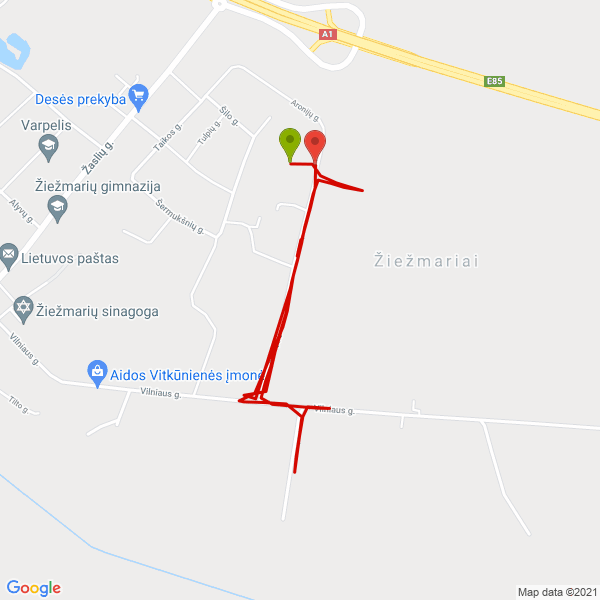 A1
E85
Desės prekyba
Aronijų g.
Šilo g.
Varpelis
Taikos g.
Tulpių g.
Žaslių g.
Žiežmarių gimnazija
Alyvų g.
Šermukšnių g.
Lietuvos paštas
Žiežmariai
Žiežmarių sinagoga
Vilniaus g.
Aidos Vitkūnienės įmonė
Vilniaus g.
Tilto g.
Vilniaus g.
Google
Map data ©2021